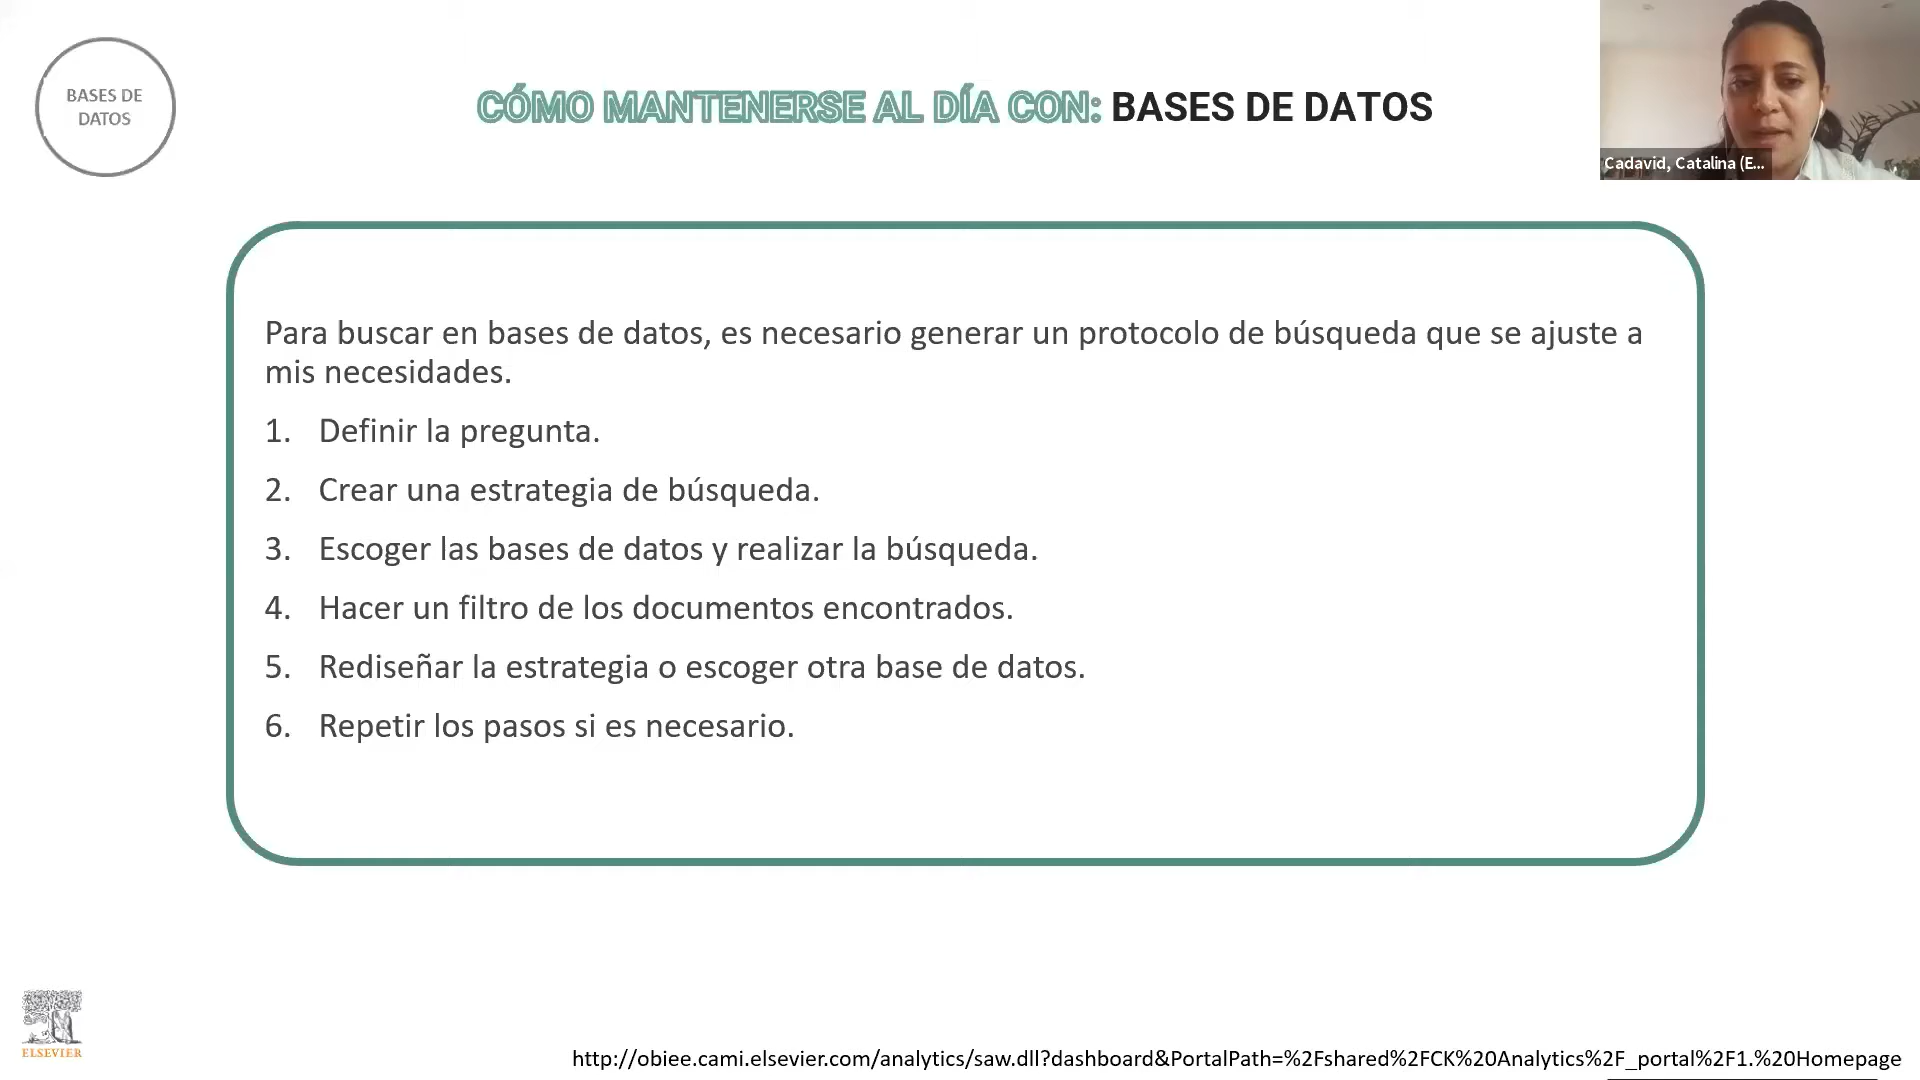 BASES DE
DATOS
CÓMO MANTENERSE AL DÍA CON: BASES DE DATOS
Cadavid, Catalina (E...
Para buscar en bases de datos, es necesario generar un protocolo de búsqueda que se ajuste a
mis necesidades.
1. Definir la pregunta.
2. Crear una estrategia de búsqueda.
3. Escoger las bases de datos y realizar la búsqueda.
4. Hacer un filtro de los documentos encontrados.
5. Rediseñar la estrategia o escoger otra base de datos.
6. Repetir los pasos si es necesario.
ELSEVIER
http://obiee.cami.elsevier.com/analytics/saw.dll?dashboard&PortalPath=%2Fshared%2FCK%20Analytics%2F_portal%2F1.%20Homepage